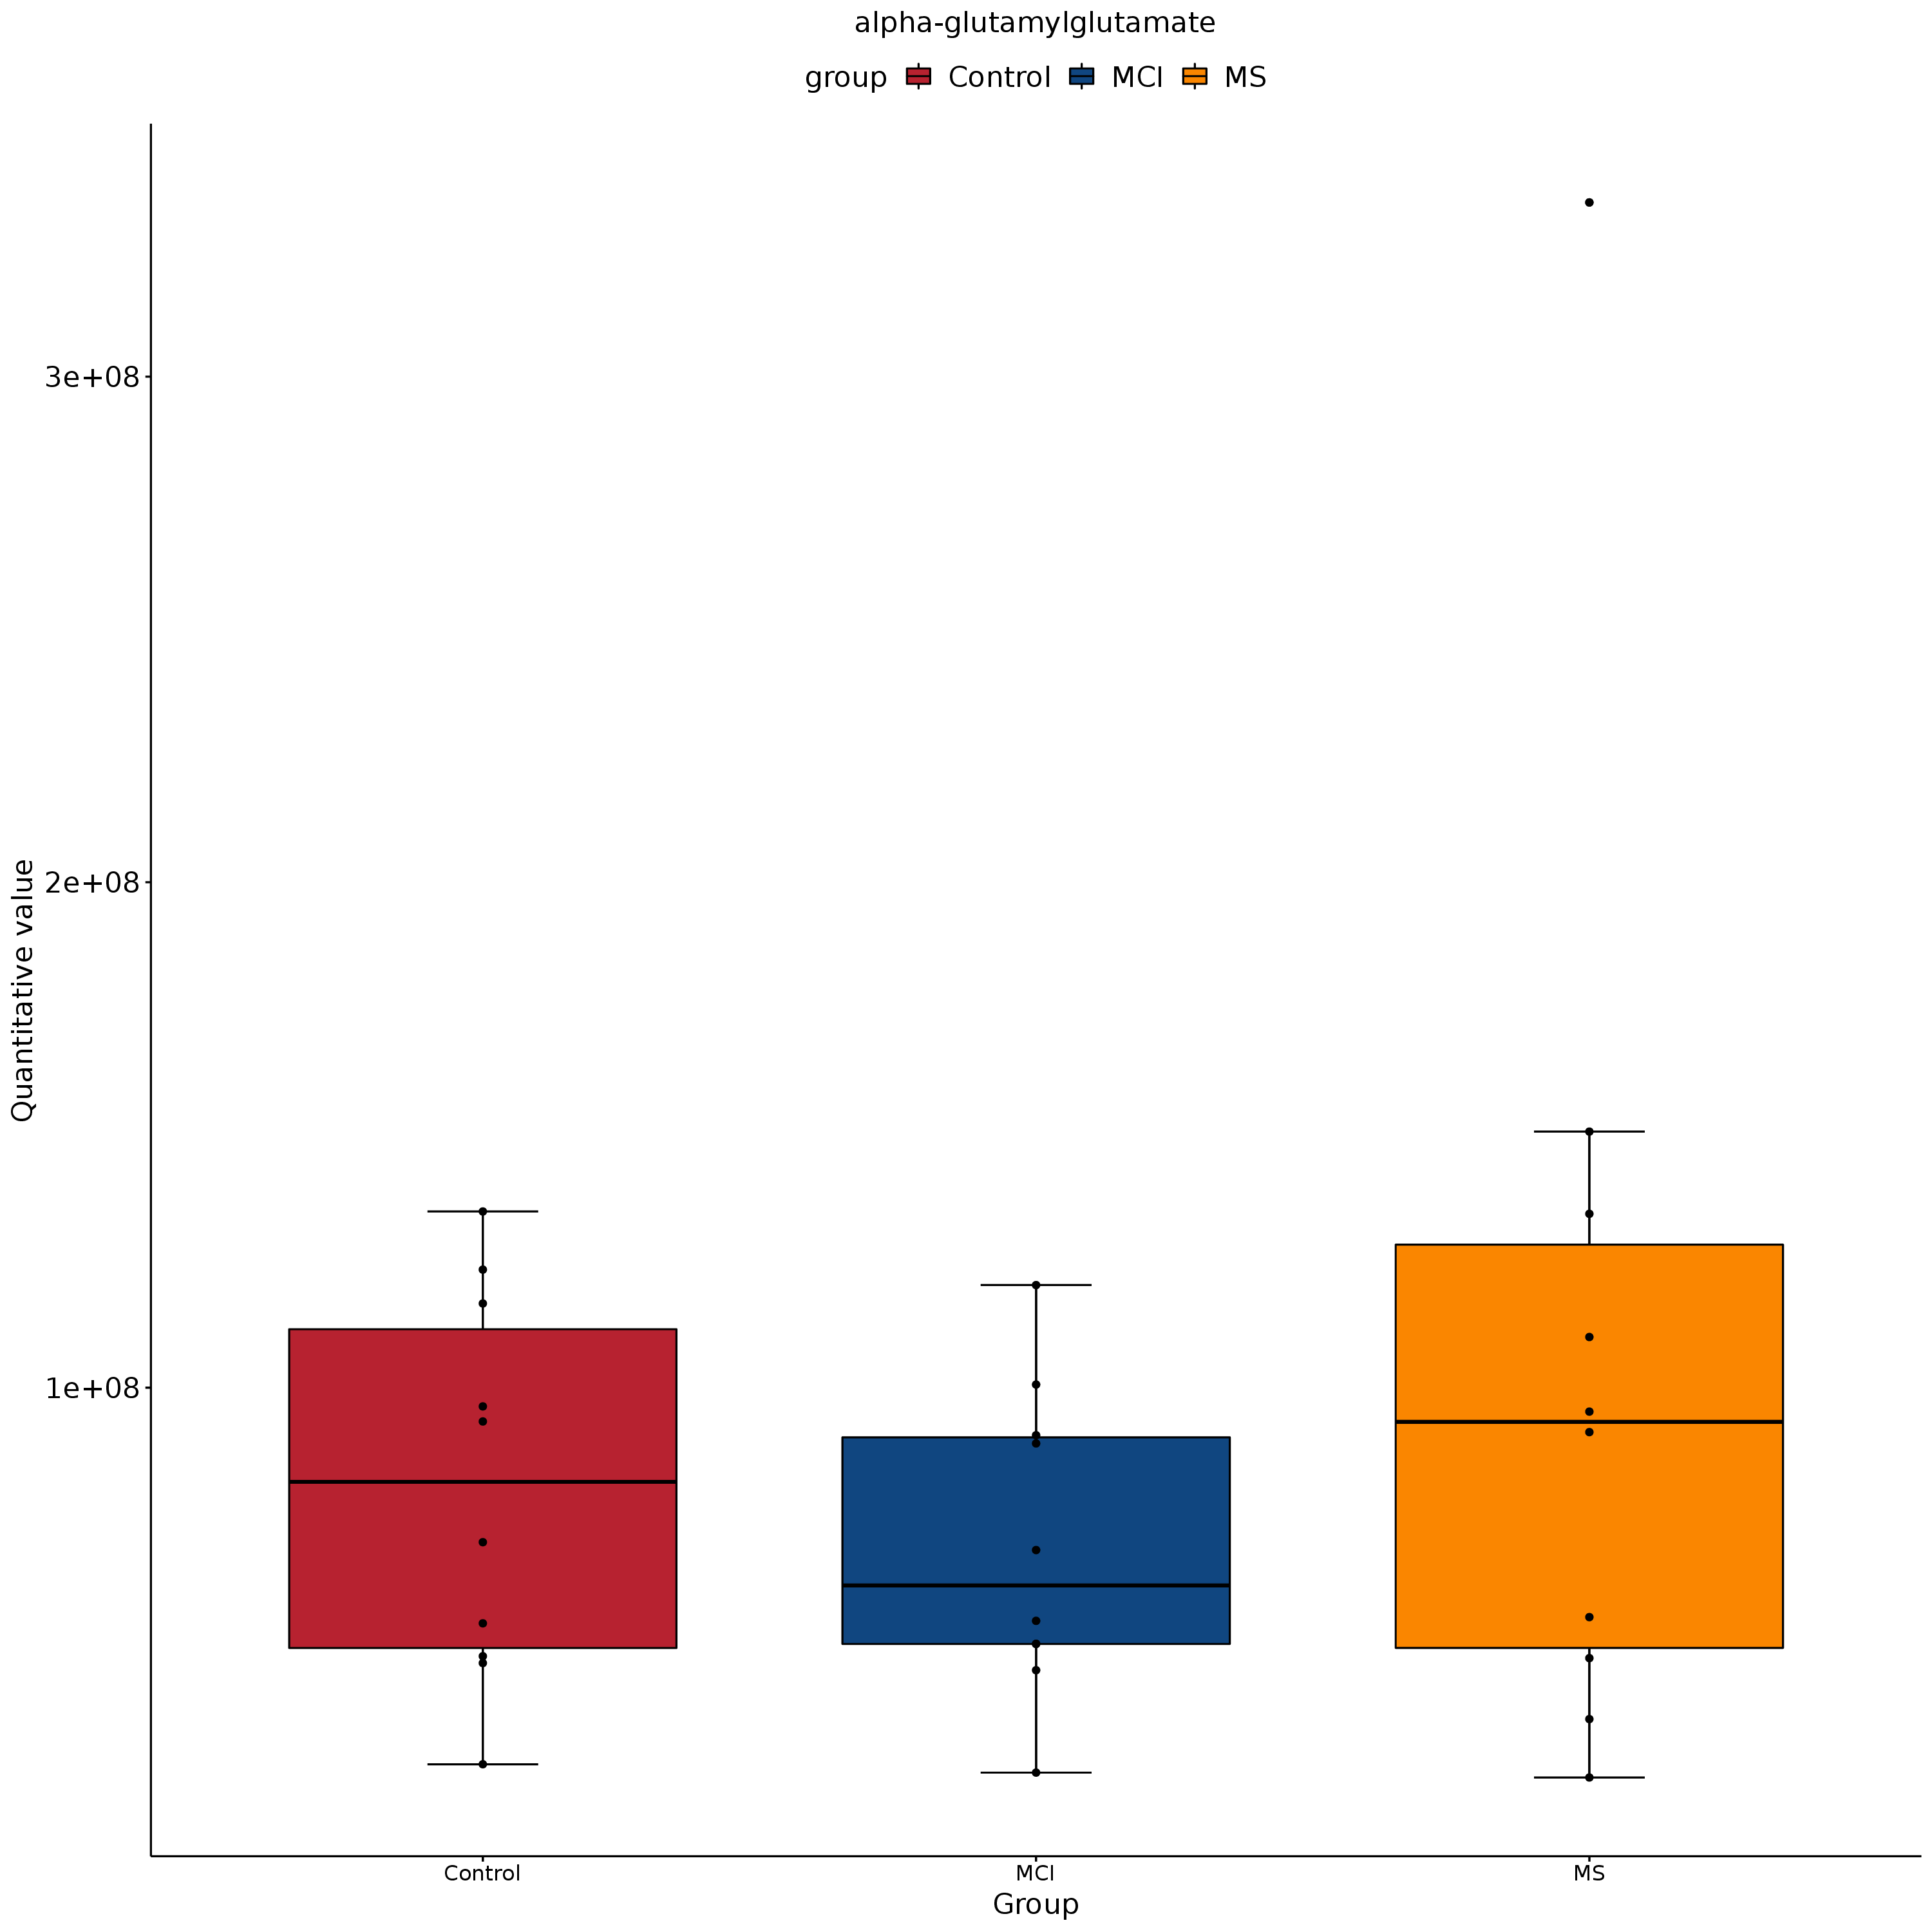 alpha-glutamylglutamate
group Control MCI MS
3e+08
2e+08
1e+08
Quantitative value
Control MCI MS
Group